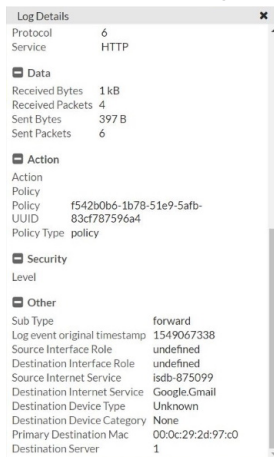 Log Details
Protocol 6
Service HTTP
Data
Received Bytes 1 kB
Received Packets 4
Sent Bytes 397 B
Sent Packets 6
Action
Action
Policy
Policy f542b0b6-1b78-51e9-5afb-
UUID 83cf787596a4
Policy Type policy
Security
Level
Other
Sub Type forward
Log event original timestamp 1549067338
Source Interface Role undefined
Destination Interface Role undefined
Source Internet Service isdb-875099
Destination Internet Service Google.Gmail
Destination Device Type Unknown
Destination Device Category None
Primary Destination Mac 00:0c:29:2d:97:c0
Destination Server 1